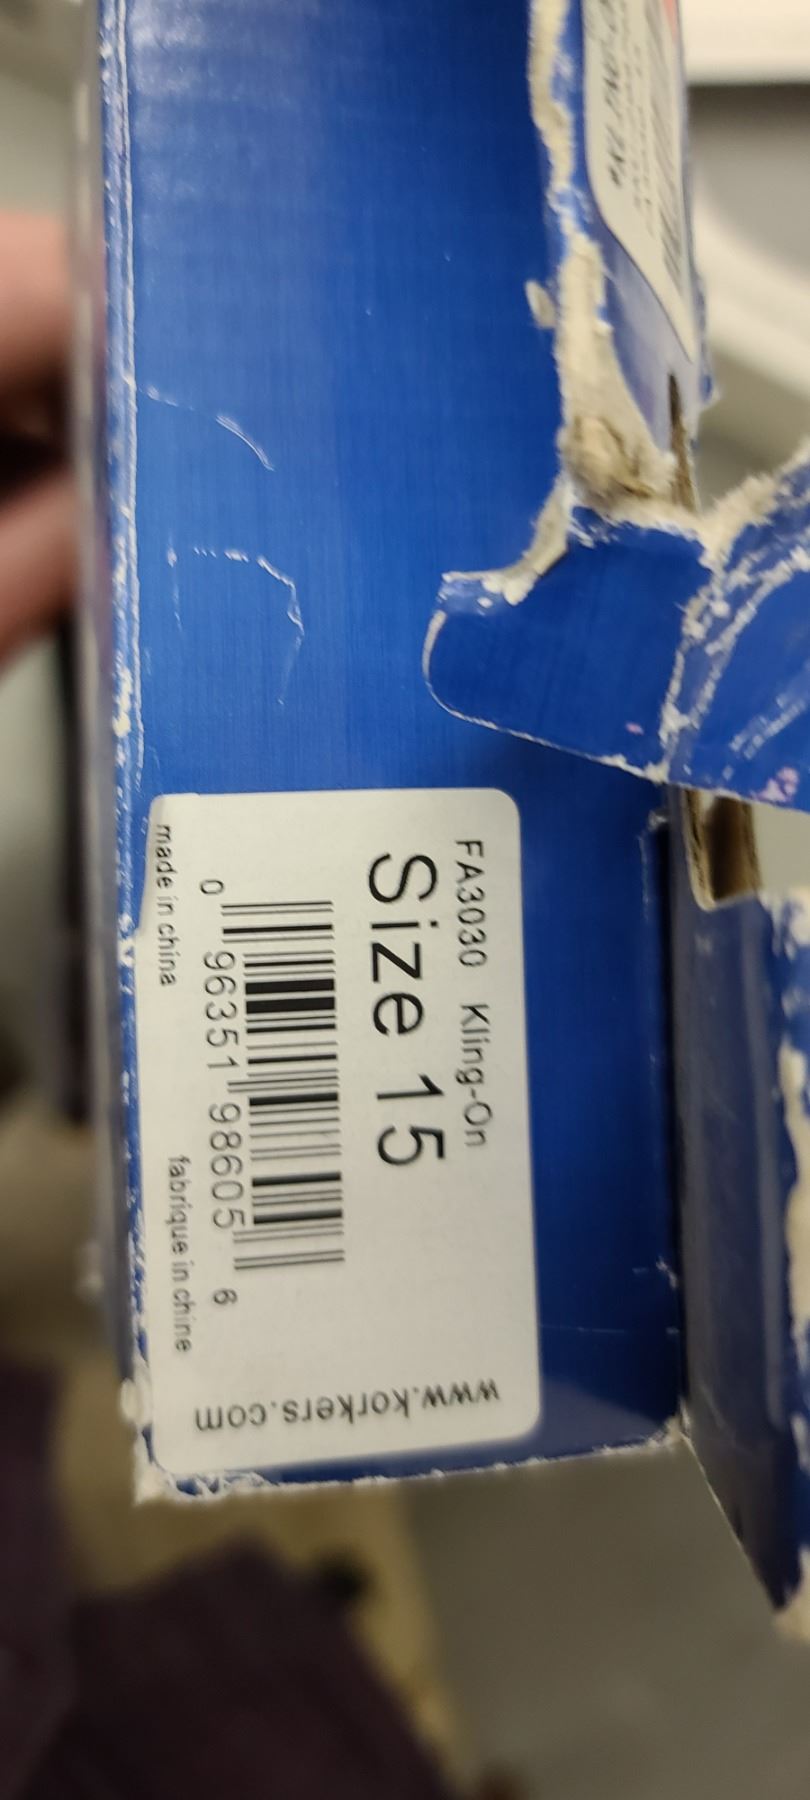 FA3030 Kling-On
Size 15
0 96351 98605 6
made in china fabrique in chine
www.korkers.com